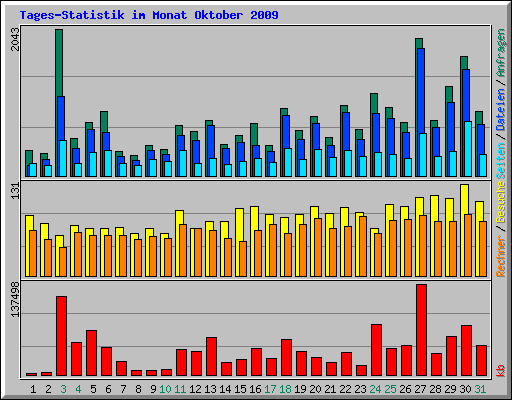 Tages-Statistik im Monat Oktober 2009
2043
131
137498
Rechner / Besuche Seiten / Dateien / Anfragen
kb
1 2 3 4 5 6 7 8 9 10 11 12 13 14 15 16 17 18 19 20 21 22 23 24 25 26 27 28 29 30 31